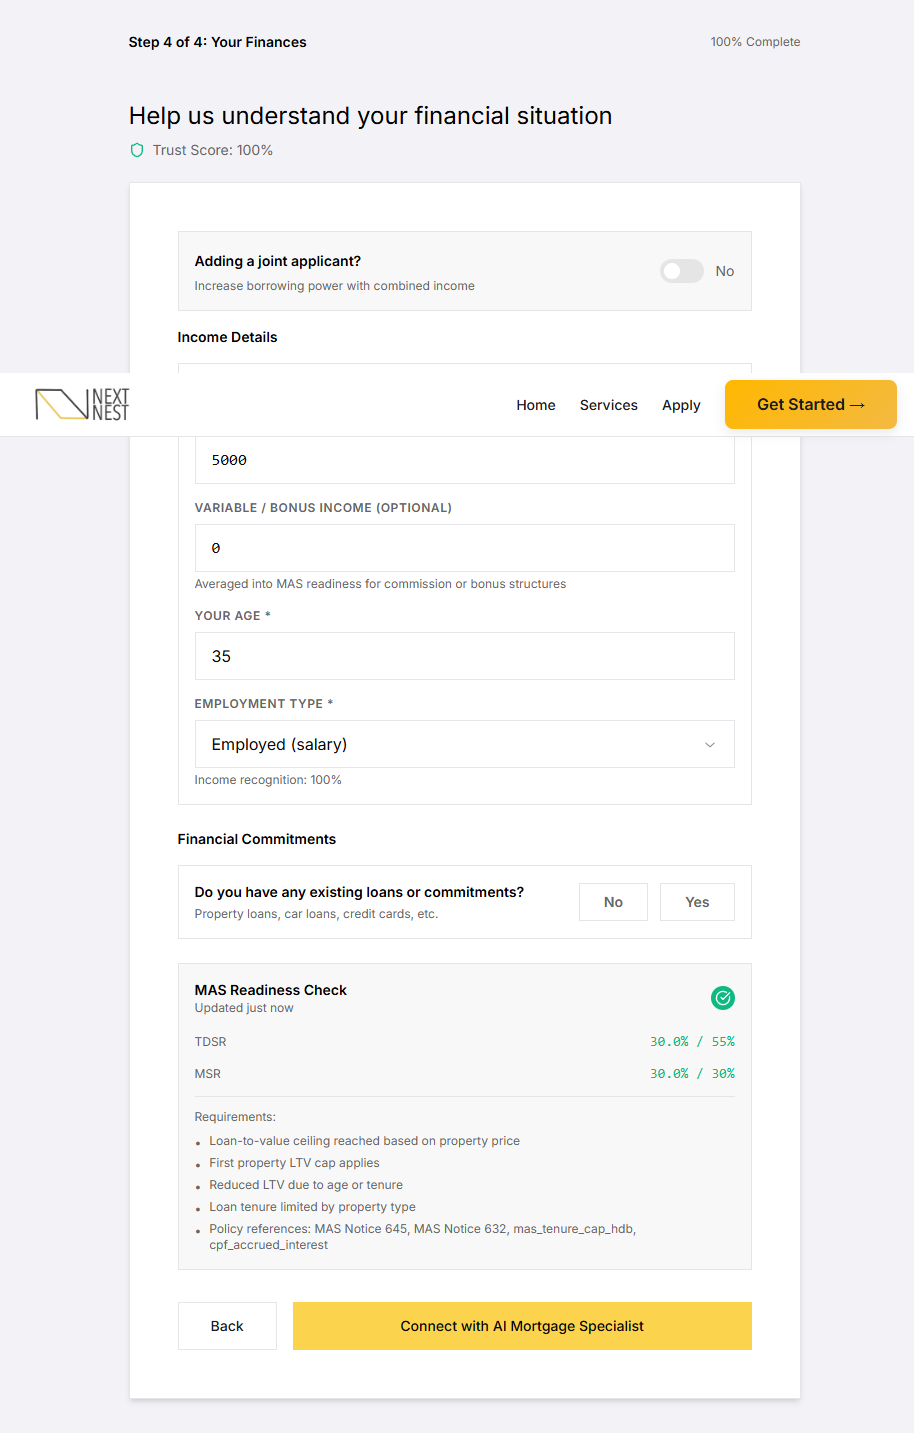 Step 4 of 4: Your Finances
100% Complete
Help us understand your financial situation
Trust Score: 100%
Adding a joint applicant?
No
Increase borrowing power with combined income
Income Details
NEXT
NEST
Home
Services
Apply
Get Started →
5000
VARIABLE / BONUS INCOME (OPTIONAL)
0
Averaged into MAS readiness for commission or bonus structures
YOUR AGE *
35
EMPLOYMENT TYPE *
Employed (salary)
Income recognition: 100%
Financial Commitments
Do you have any existing loans or commitments?
Property loans, car loans, credit cards, etc.
No
Yes
MAS Readiness Check
Updated just now
TDSR
30.0% / 55%
MSR
30.0% / 30%
Requirements:
• Loan-to-value ceiling reached based on property price
• First property LTV cap applies
• Reduced LTV due to age or tenure
• Loan tenure limited by property type
• Policy references: MAS Notice 645, MAS Notice 632, mas_tenure_cap_hdb,
cpf_accrued_interest
Back
Connect with AI Mortgage Specialist